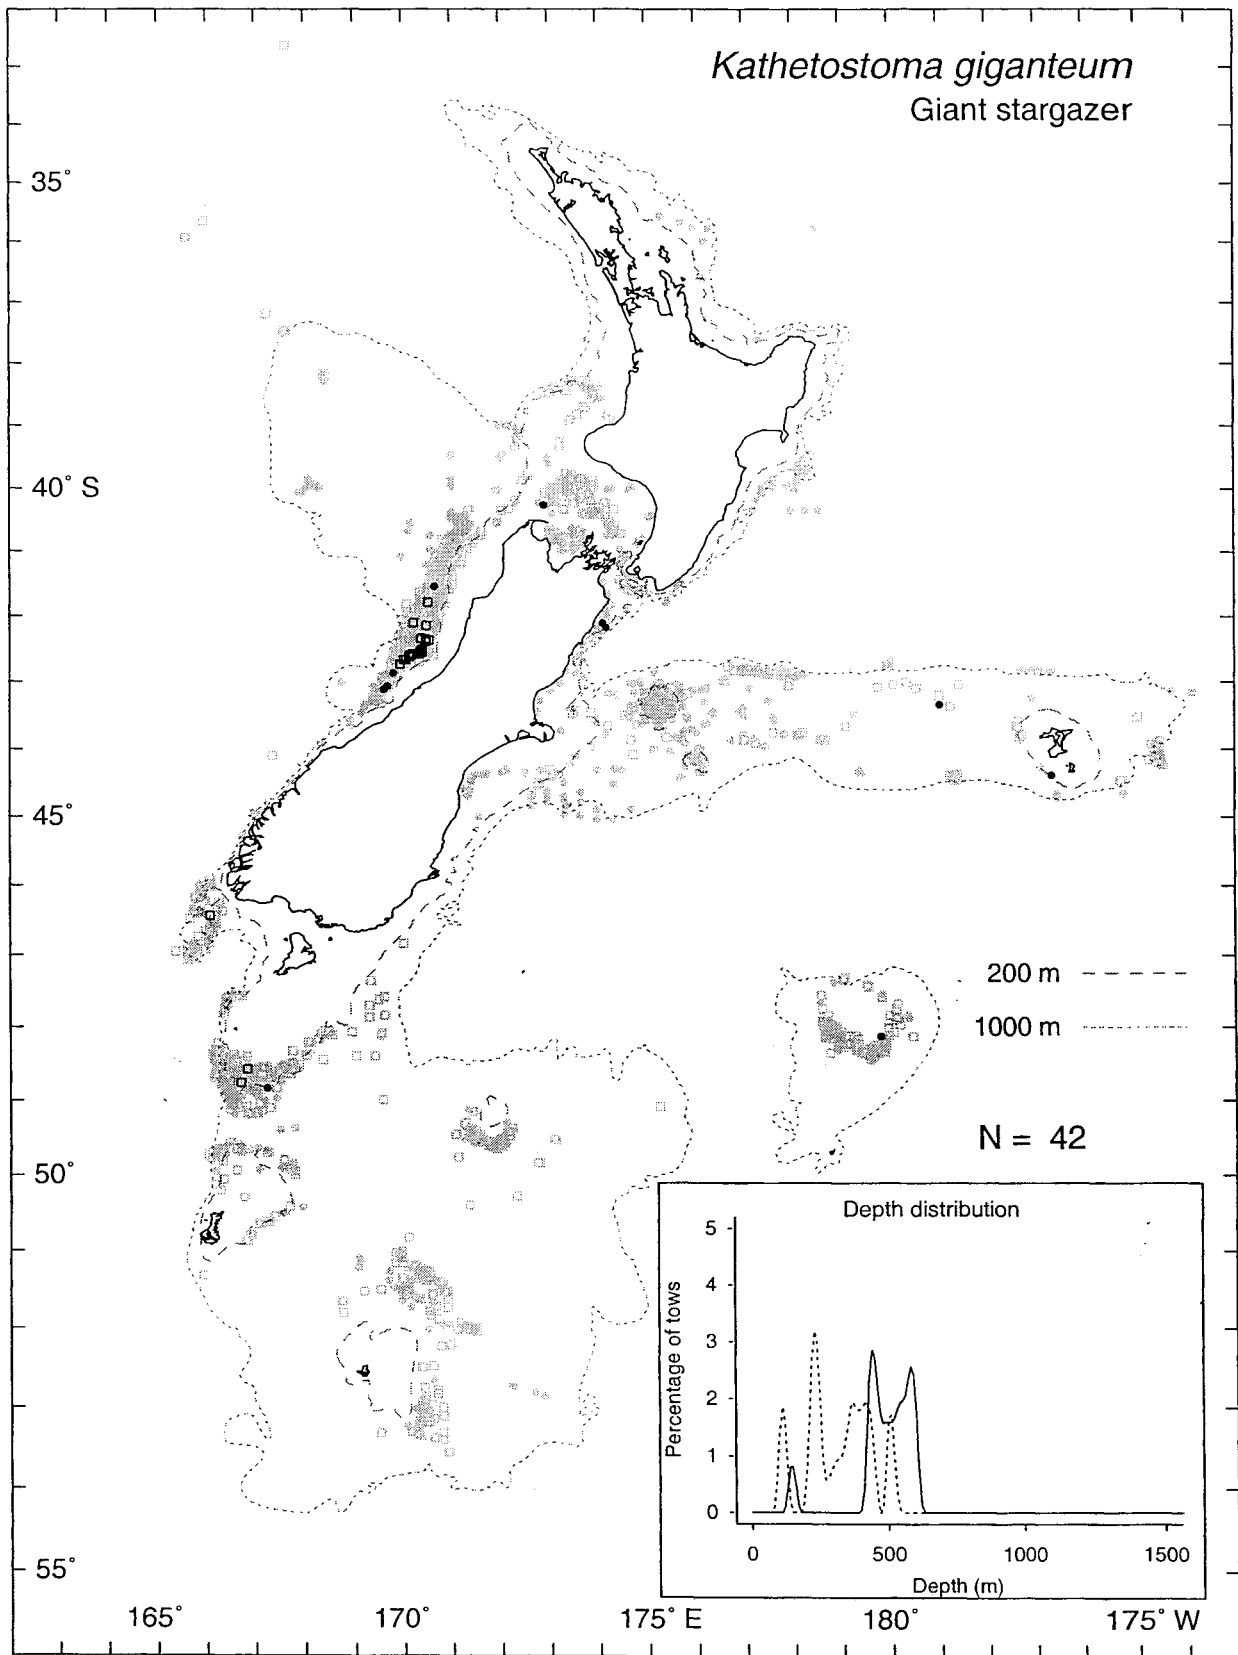 Kathetostoma giganteum
Giant stargazer
35°
40° S
45°
200 m
1000 m
N = 42
50°
Depth distribution
5
4
3
2
1
0
Percentage of tows
0 500 1000 1500
Depth (m)
55°
165° 170° 175° E 180° 175° W